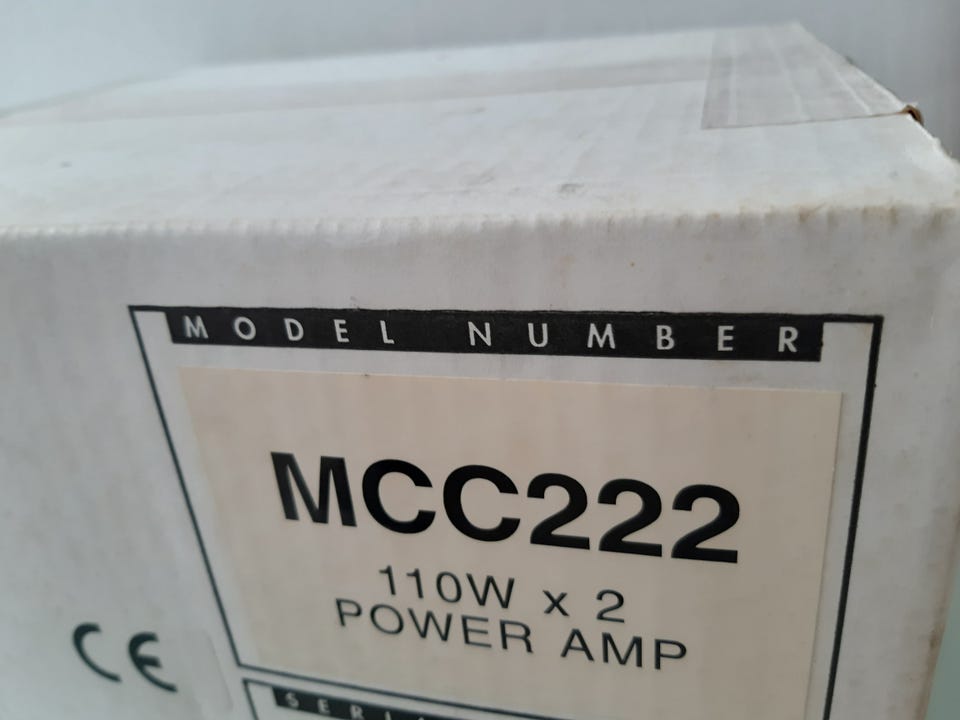 MODEL NUMBER
MCC222
110W x 2
POWER AMP
CE